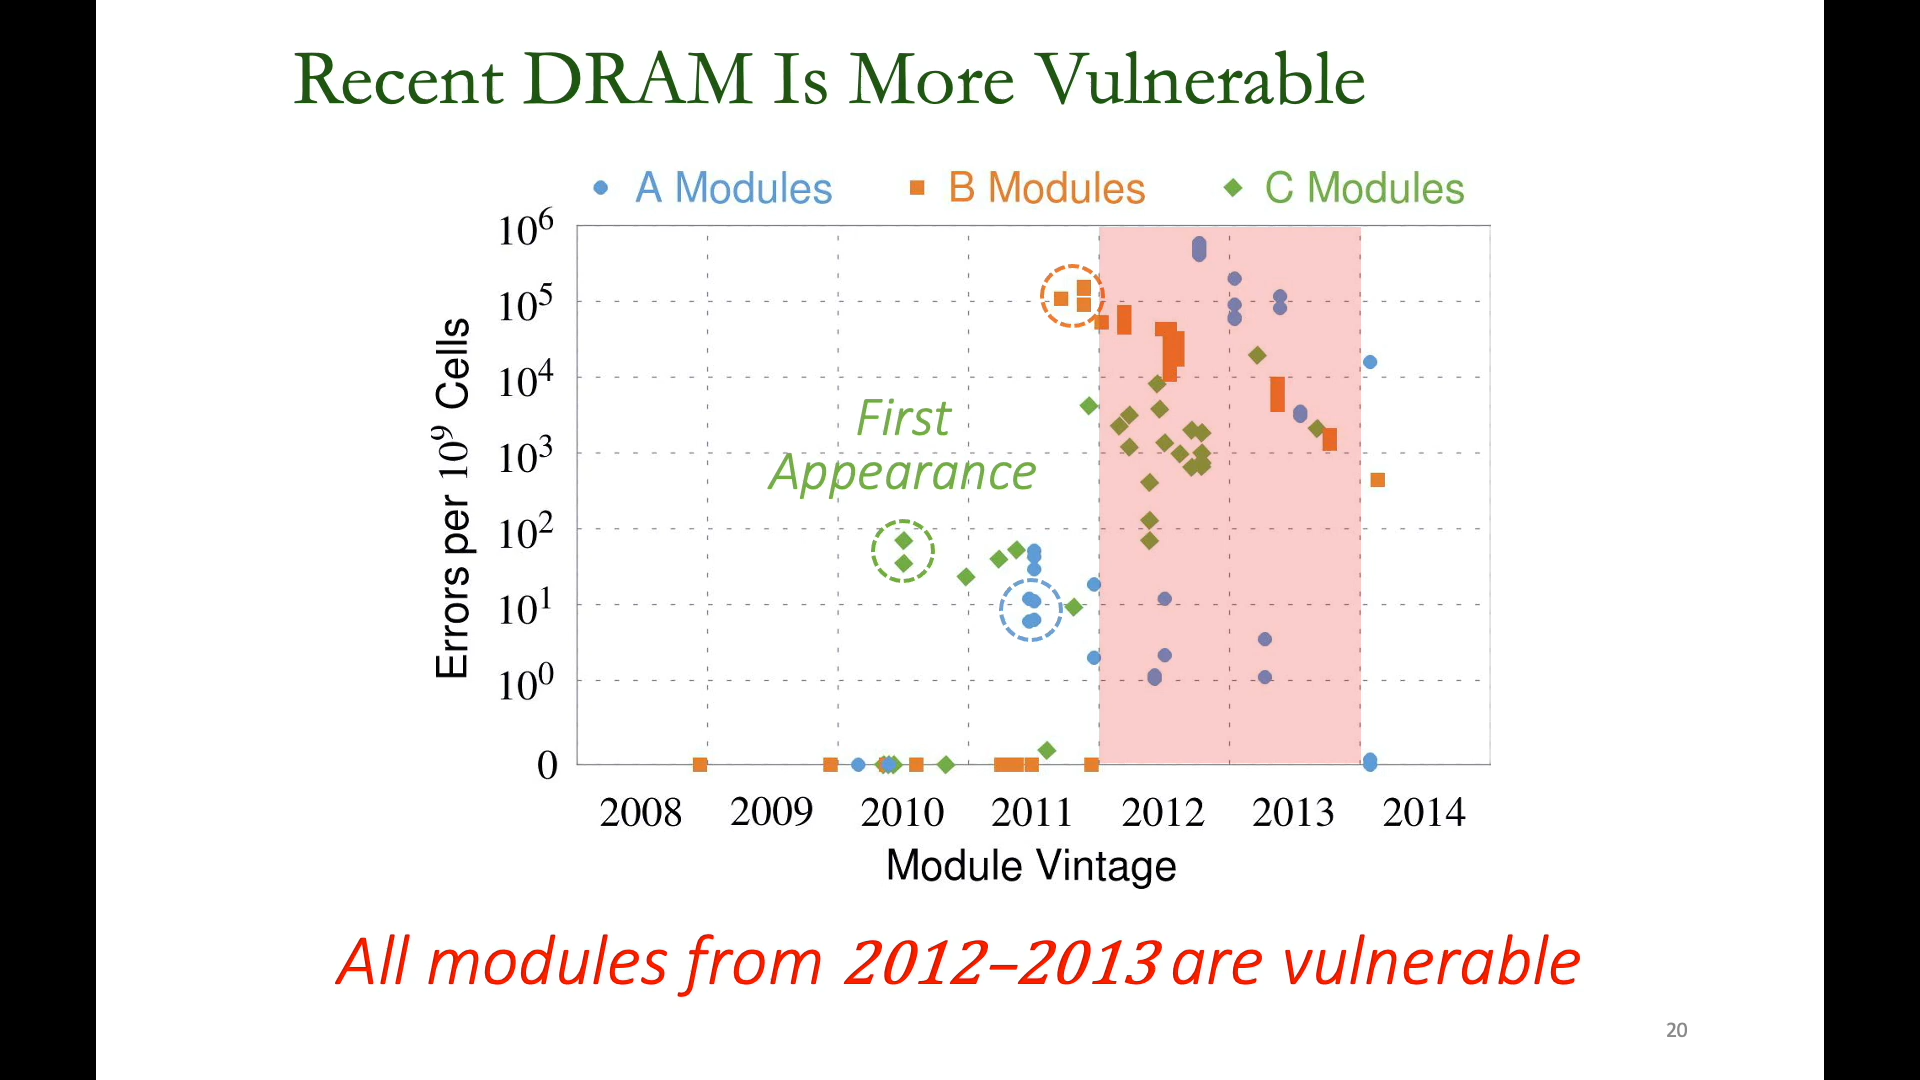 Recent DRAM Is More Vulnerable
A Modules B Modules C Modules
10⁶
10⁵
10⁴
10³
10²
10¹
10⁰
0
Errors per 10⁹ Cells
First
Appearance
2008 2009 2010 2011 2012 2013 2014
Module Vintage
All modules from 2012–2013 are vulnerable
20